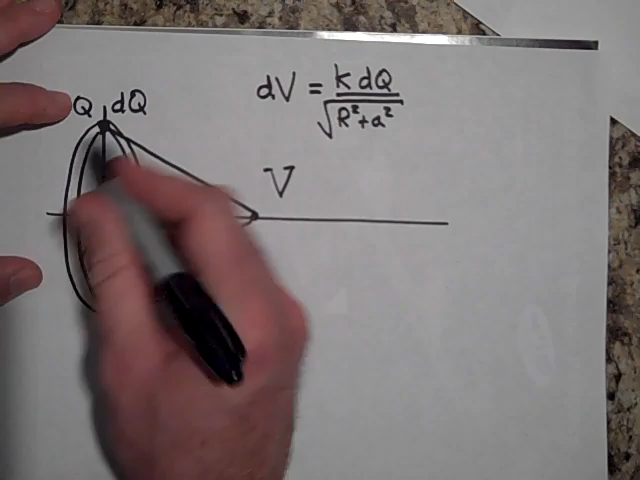 Q dQ
dV = k dQ / √R²+a²
V